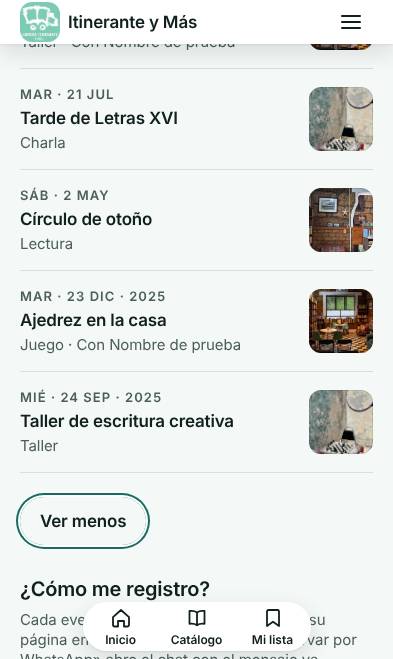 Itinerante y Más
Taller · Con Nombre de prueba
MAR · 21 JUL
Tarde de Letras XVI
Charla
SÁB · 2 MAY
Círculo de otoño
Lectura
MAR · 23 DIC · 2025
Ajedrez en la casa
Juego · Con Nombre de prueba
MIÉ · 24 SEP · 2025
Taller de escritura creativa
Taller
Ver menos
¿Cómo me registro?
Cada eve su
página en var por
WhatsApp» abre el chat con el mensaje ya
Inicio
Catálogo
Mi lista